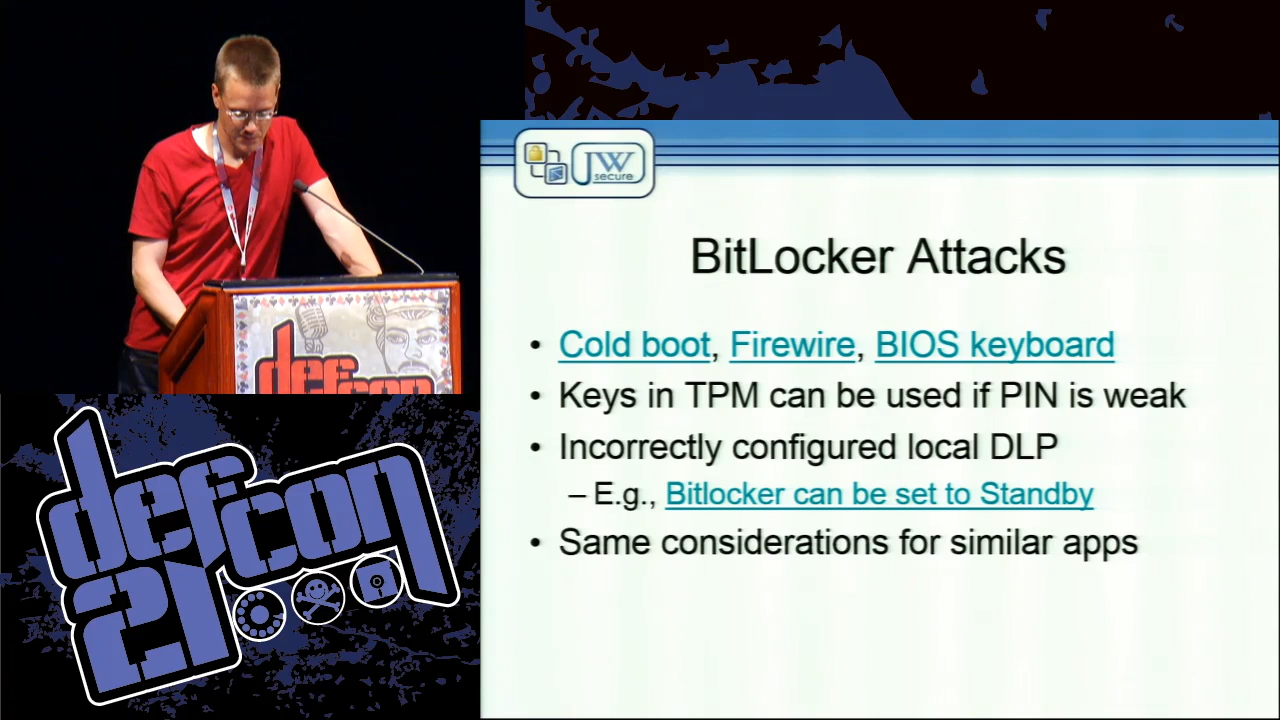 JW
secure
BitLocker Attacks
• Cold boot, Firewire, BIOS keyboard
• Keys in TPM can be used if PIN is weak
• Incorrectly configured local DLP
– E.g., Bitlocker can be set to Standby
• Same considerations for similar apps
defcon
defcon
21